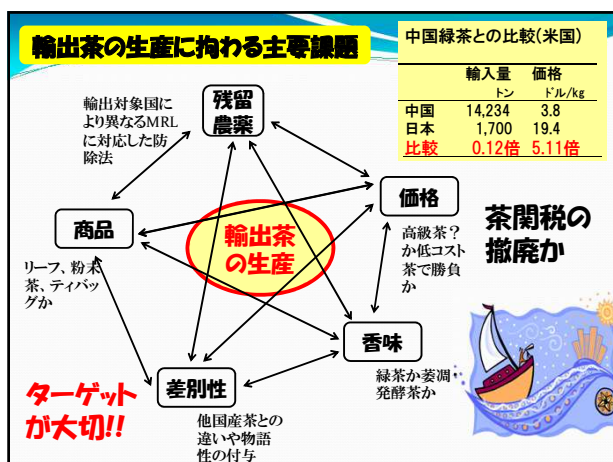 輸出茶の生産に拘わる主要課題
中国緑茶との比較(米国)
輸入量 価格
トン ドル/kg
中国 14,234 3.8
日本 1,700 19.4
比較 0.12倍 5.11倍
輸出対象国に
より異なるMRL
に対応した防
除法
残留
農薬
価格
高級茶?
か低コスト
茶で勝負
か
茶関税の
撤廃か
商品
リーフ、粉末
茶、ティバッ
グか
輸出茶
の生産
香味
緑茶か萎凋・
発酵茶か
差別性
他国産茶との
違いや物語
性の付与
ターゲット
が大切!!